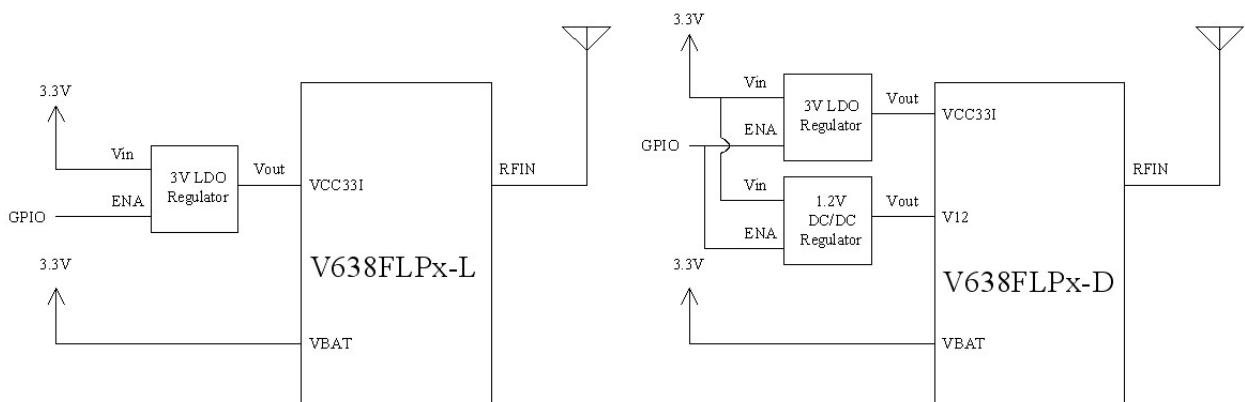 3.3V
Vin
3V LDO
Regulator
Vout
ENA
GPIO
VCC33I
RFIN
V638FLPx-L
3.3V
VBAT
3.3V
Vin
3V LDO
Regulator
Vout
ENA
GPIO
VCC33I
RFIN
Vin
1.2V
DC/DC
Regulator
Vout
ENA
V12
V638FLPx-D
3.3V
VBAT